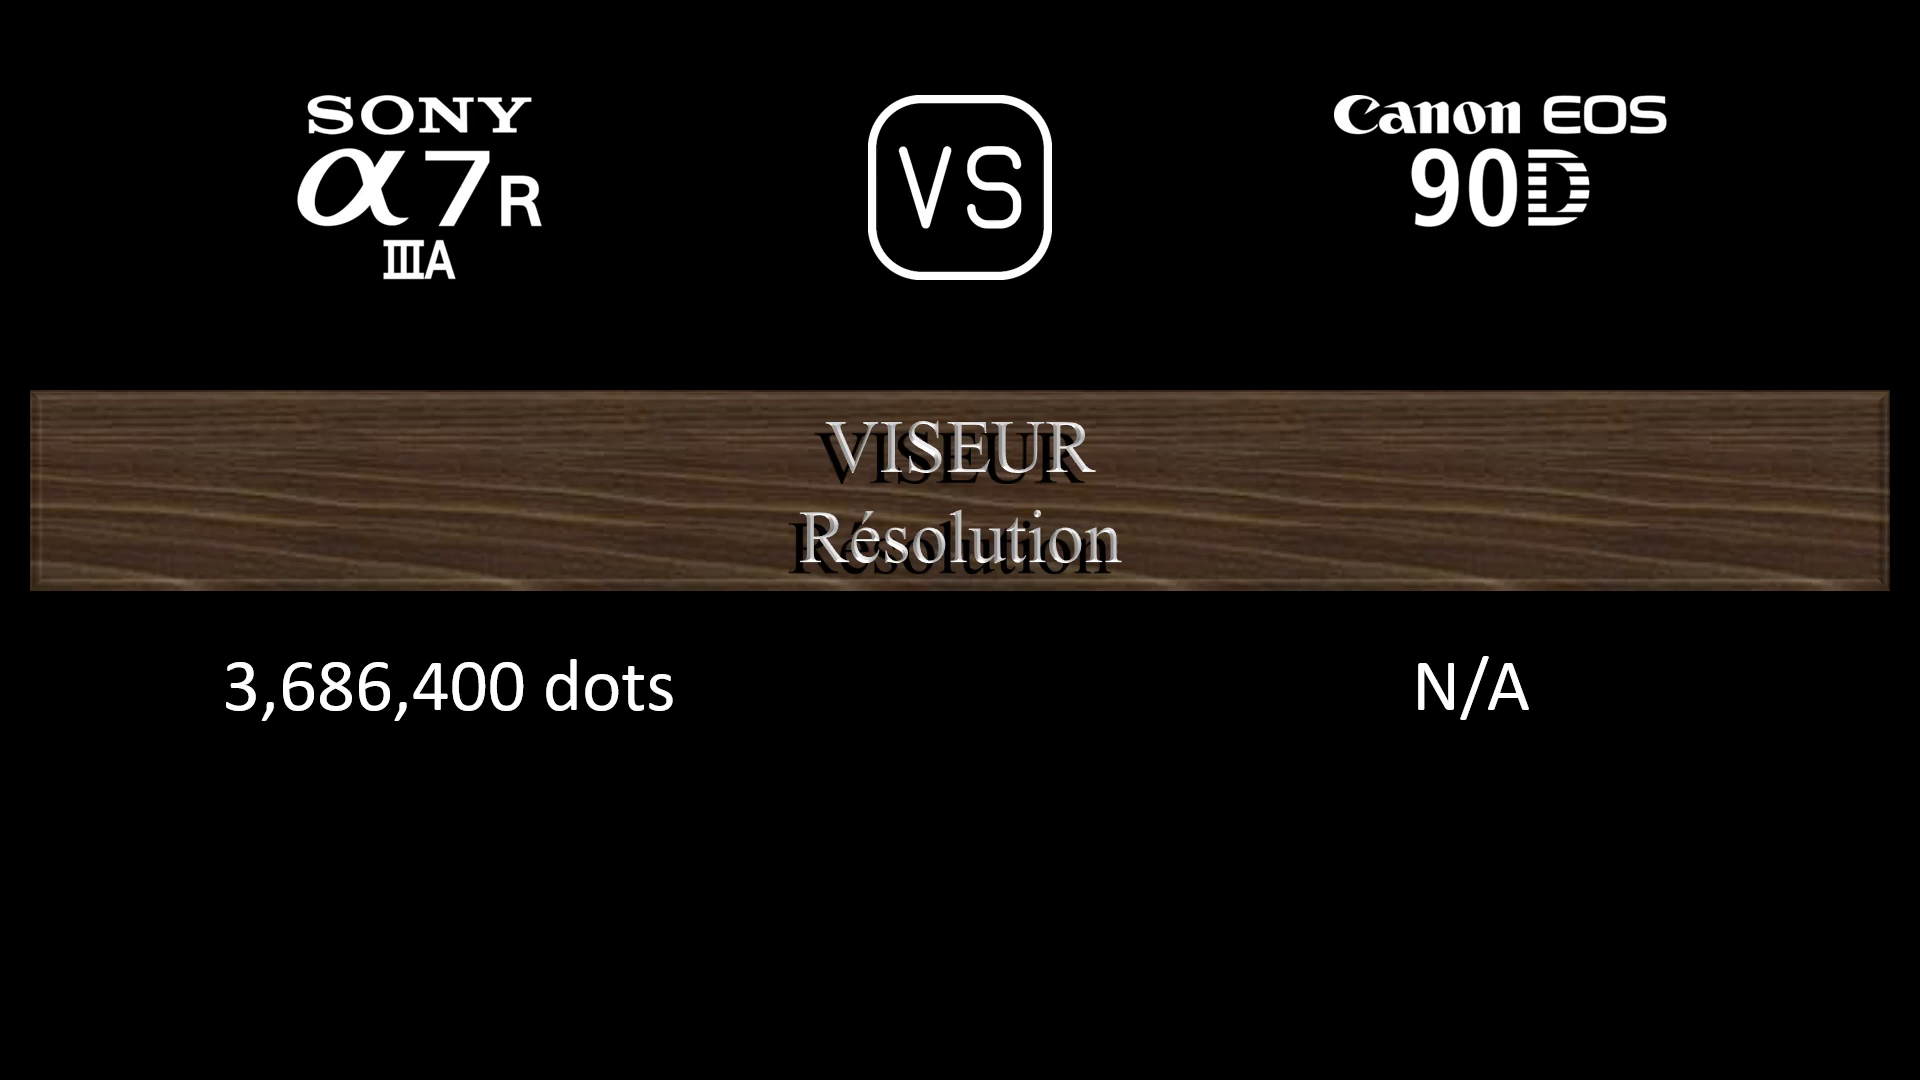 SONY
α7R
IIIA
VS
Canon EOS
90D
VISEUR
Résolution
3,686,400 dots
N/A